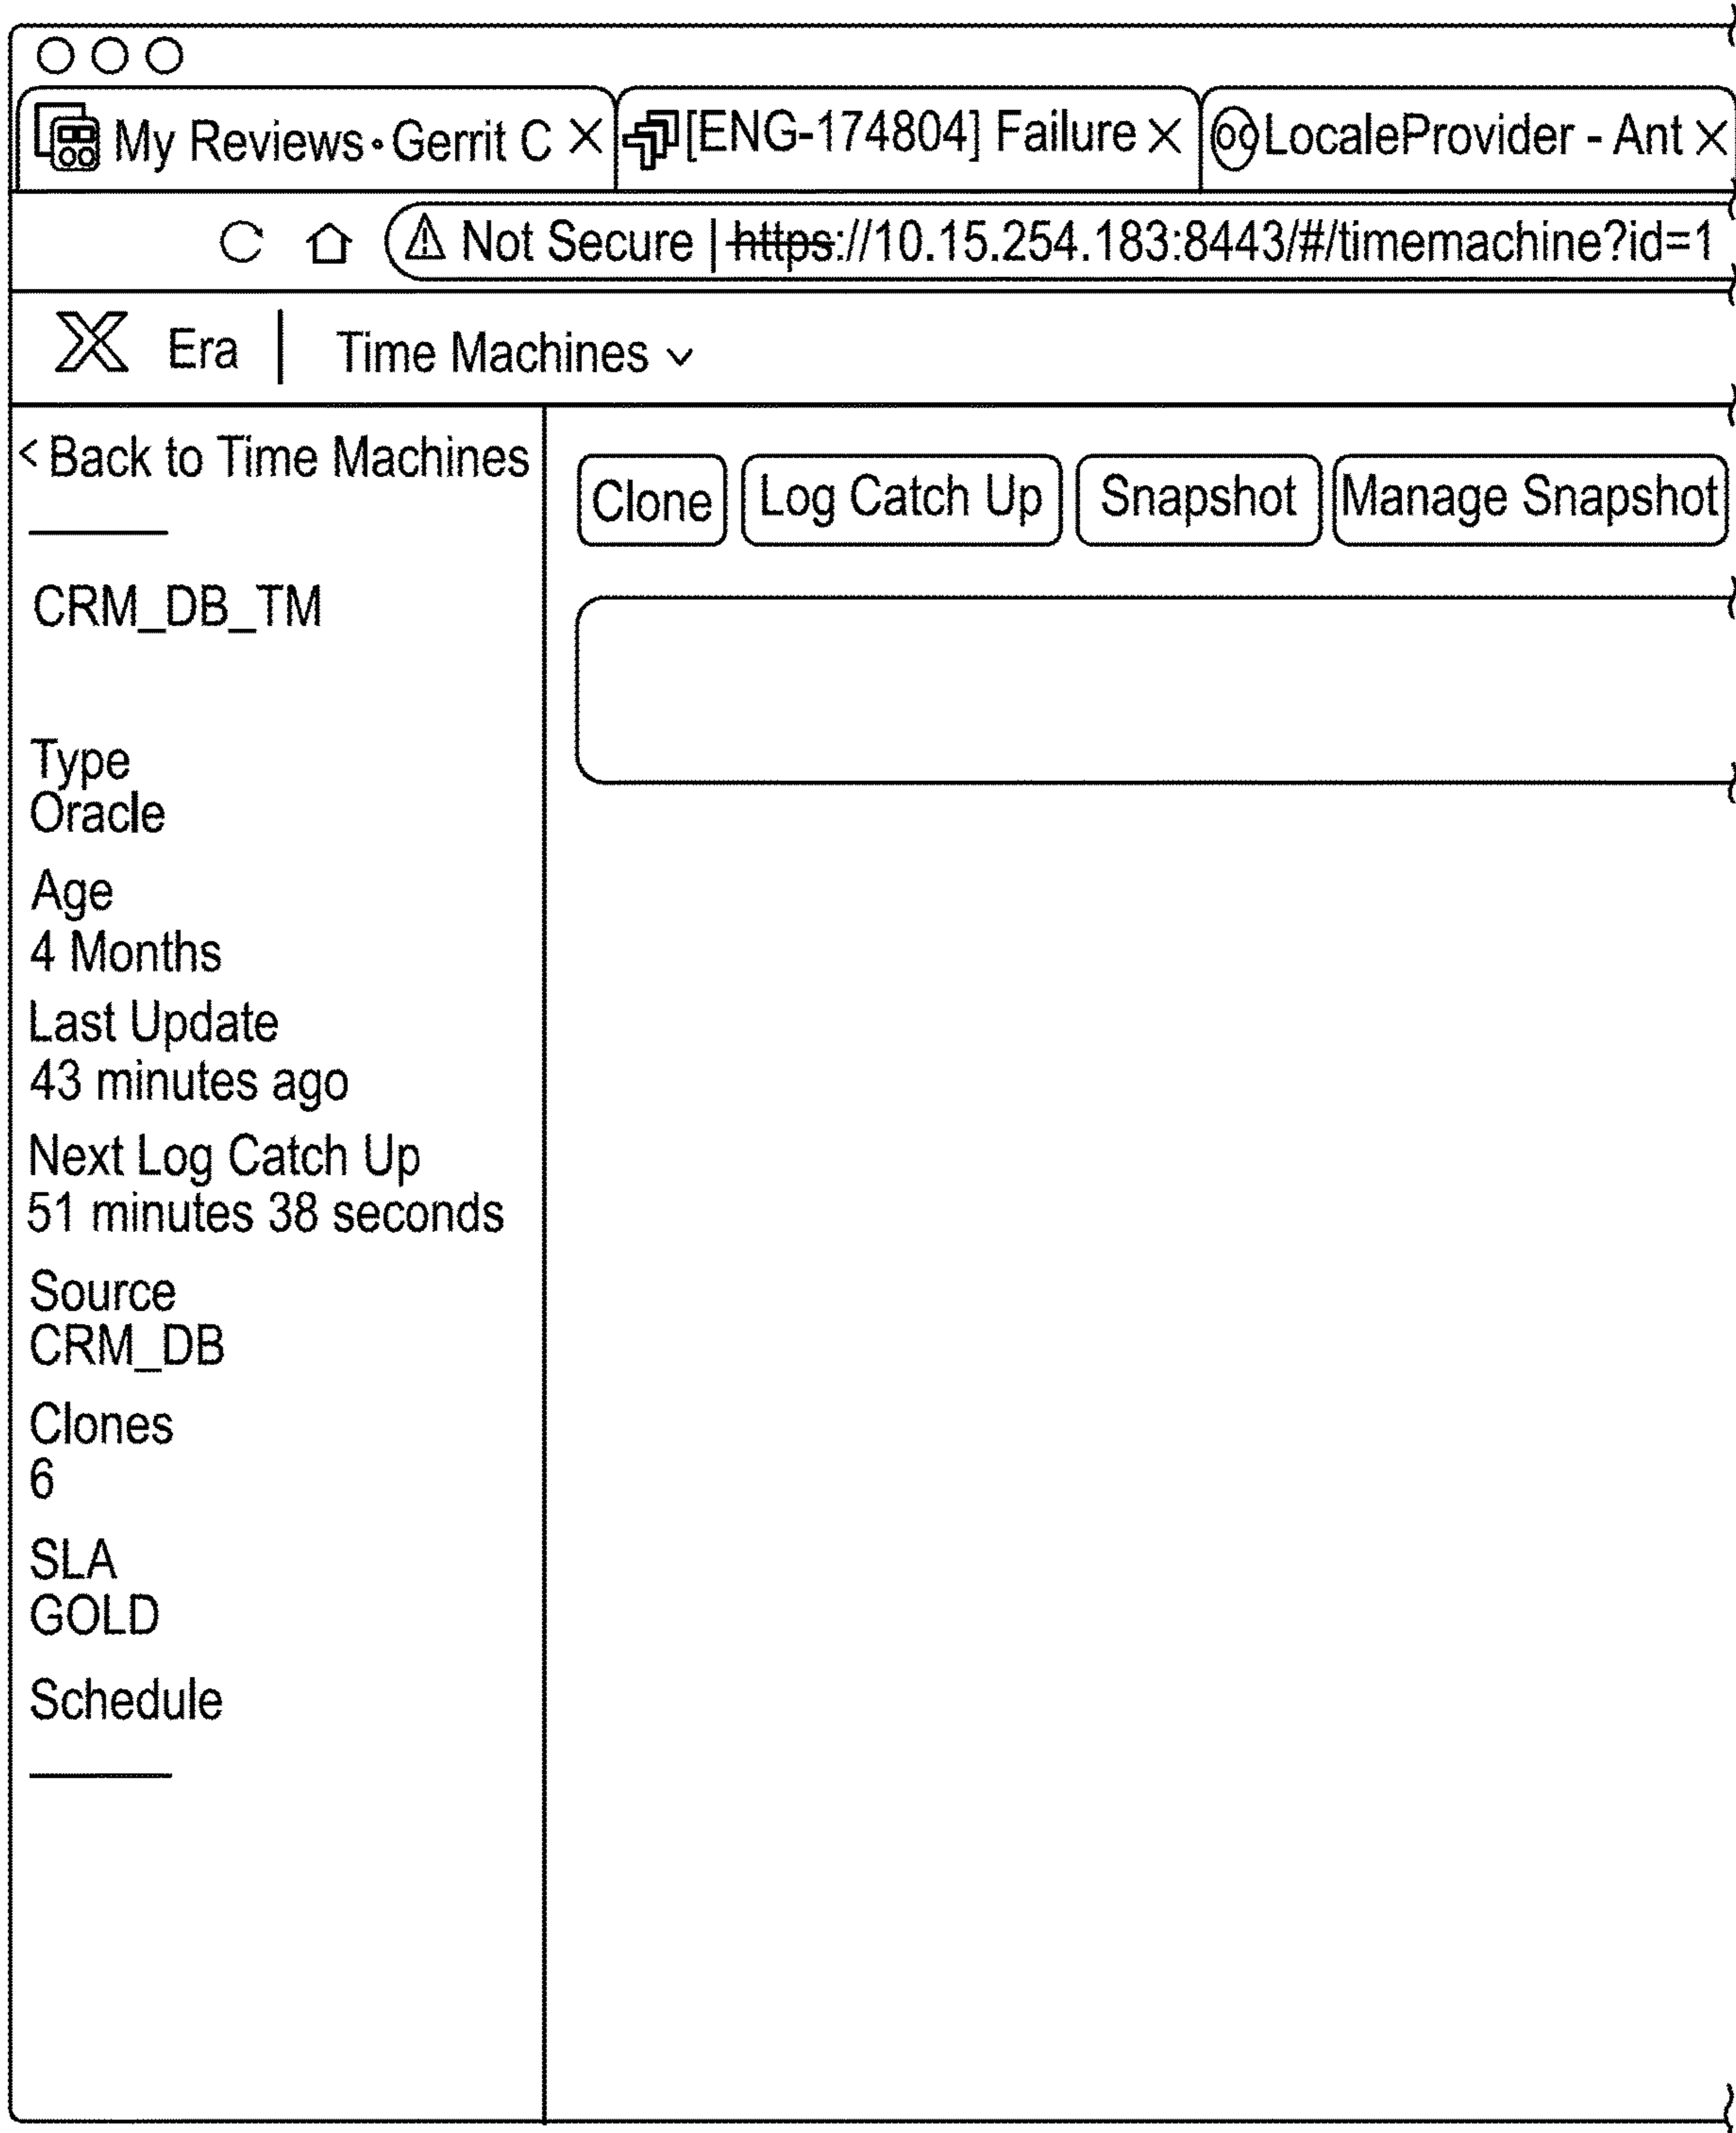 My Reviews • Gerrit C
[ENG-174804] Failure
LocaleProvider - Ant
Not Secure | https://10.15.254.183:8443/#/timemachine?id=1
Era | Time Machines
< Back to Time Machines
Clone
Log Catch Up
Snapshot
Manage Snapshot
CRM_DB_TM
Type
Oracle
Age
4 Months
Last Update
43 minutes ago
Next Log Catch Up
51 minutes 38 seconds
Source
CRM_DB
Clones
6
SLA
GOLD
Schedule